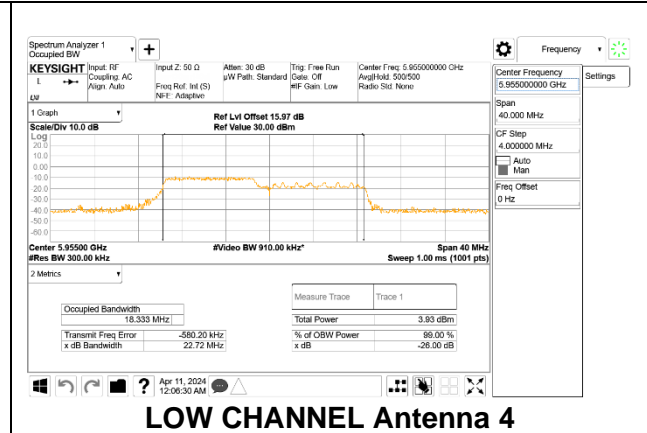 Spectrum Analyzer 1
Occupied BW
Frequency
KEYSIGHT Input: RF Input Z: 50 Ω Atten: 30 dB Trig: Free Run Center Freq: 5.955000000 GHz
Coupling: AC µW Path: Standard Gate: Off Avg|Hold: 500/500
Align: Auto Freq Ref: Int (S) #IF Gain: Low Radio Std: None
NFE: Adaptive
Center Frequency
5.955000000 GHz
Settings
Span
40.000 MHz
CF Step
4.000000 MHz
Auto
Man
Freq Offset
0 Hz
1 Graph
Ref Lvl Offset 15.97 dB
Scale/Div 10.0 dB Ref Value 30.00 dBm
Log
20.0
10.0
0.00
-10.0
-20.0
-30.0
-40.0
-50.0
-60.0
Center 5.95500 GHz #Video BW 910.00 kHz* Span 40 MHz
#Res BW 300.00 kHz Sweep 1.00 ms (1001 pts)
2 Metrics
Measure Trace Trace 1
Occupied Bandwidth
18.333 MHz
Total Power 3.93 dBm
Transmit Freq Error -580.20 kHz % of OBW Power 99.00 %
x dB Bandwidth 22.72 MHz x dB -26.00 dB
Apr 11, 2024
12:06:30 AM
LOW CHANNEL Antenna 4